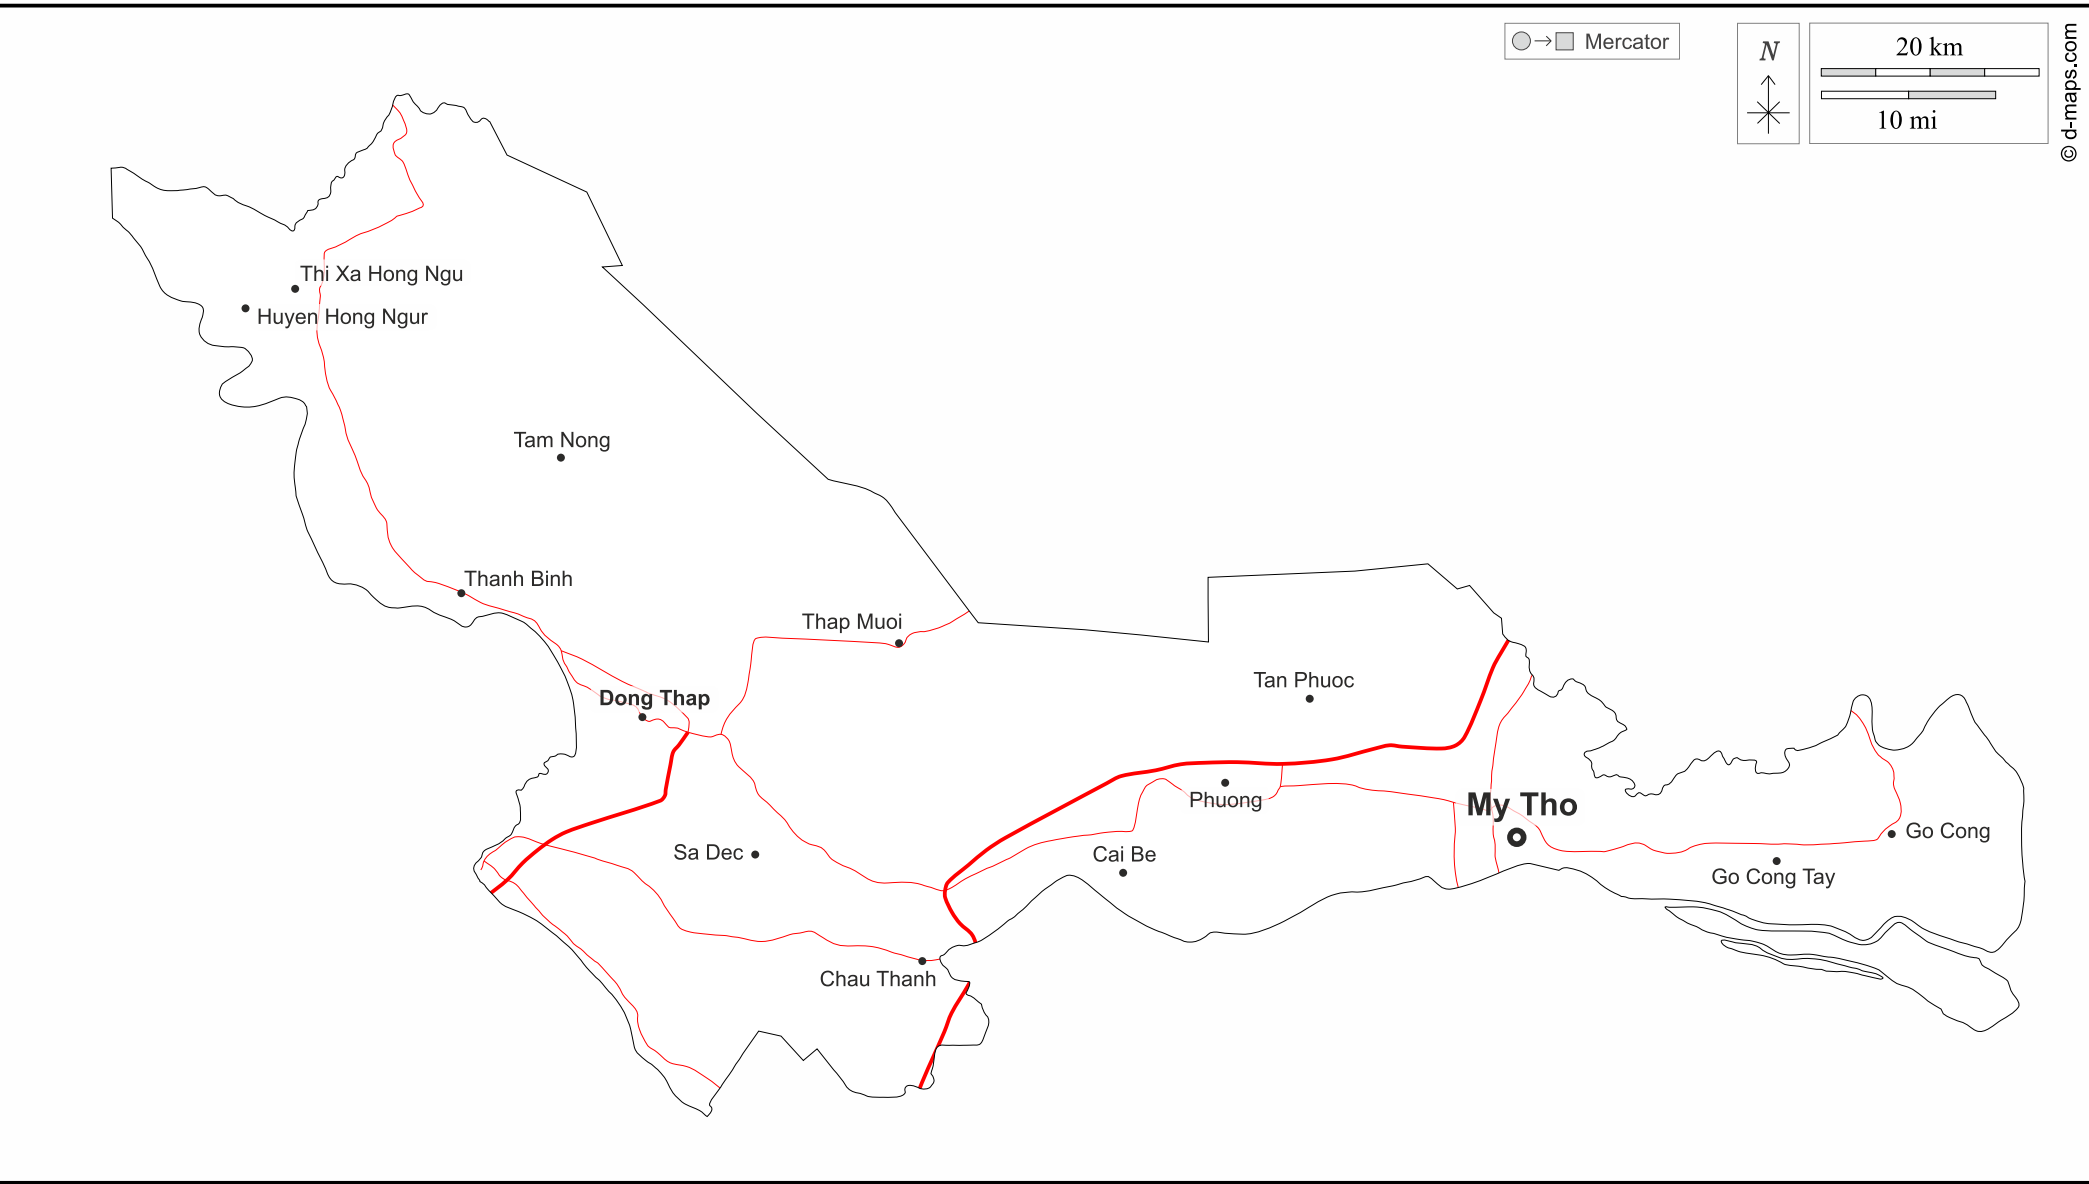 Mercator
N
20 km
10 mi
© d-maps.com
Thi Xa Hong Ngu
Huyen Hong Ngur
Tam Nong
Thanh Binh
Thap Muoi
Dong Thap
Tan Phuoc
Phuong
My Tho
Go Cong
Sa Dec
Cai Be
Go Cong Tay
Chau Thanh